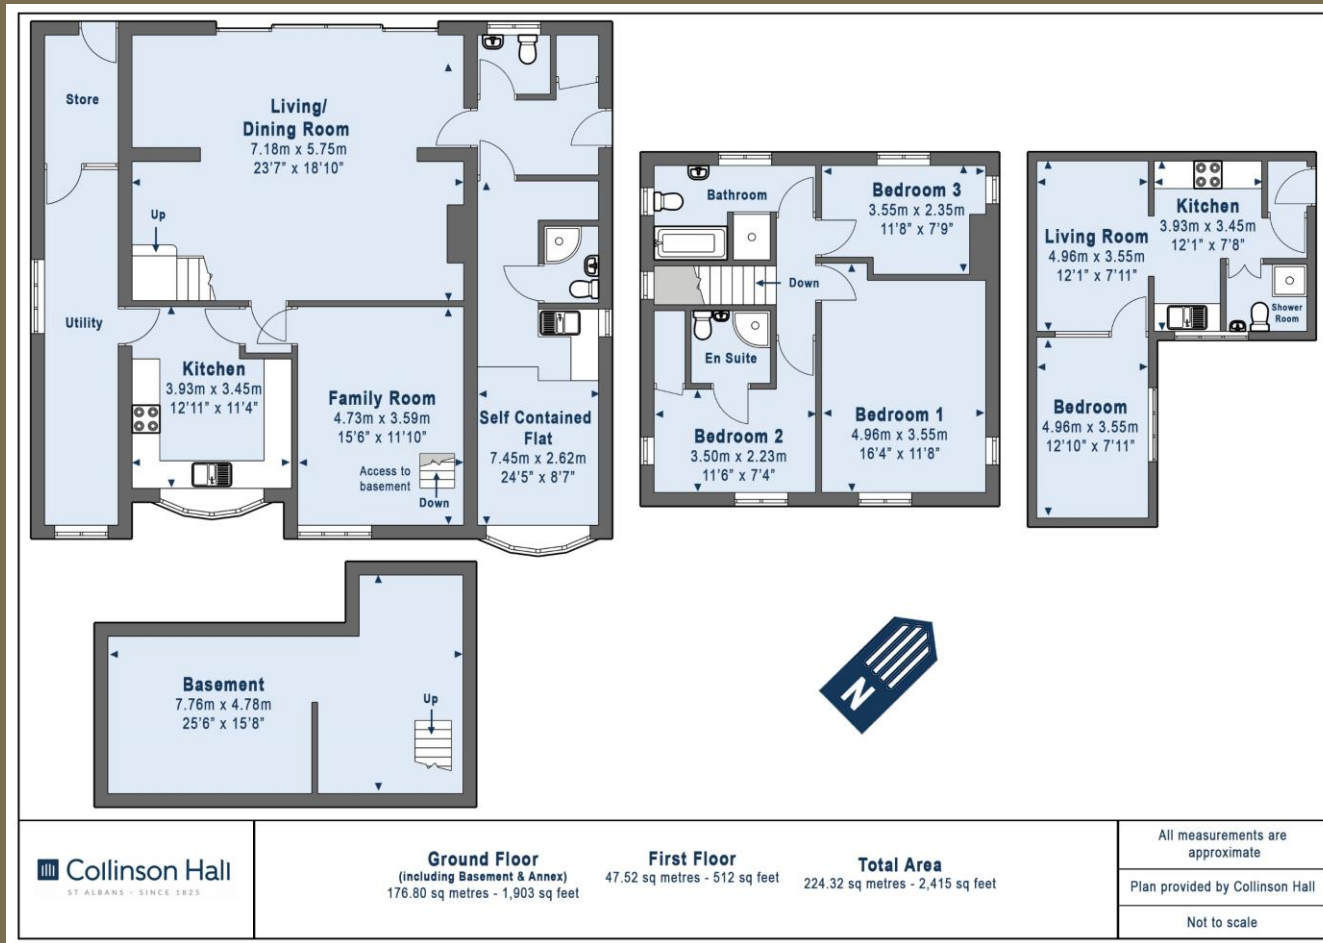 Store
Living/
Dining Room
7.18m x 5.75m
23'7" x 18'10"
Up
Utility
Kitchen
3.93m x 3.45m
12'11" x 11'4"
Family Room
4.73m x 3.59m
15'6" x 11'10"
Access to
basement
Down
Self Contained
Flat
7.45m x 2.62m
24'5" x 8'7"
Bathroom
Bedroom 3
3.55m x 2.35m
11'8" x 7'9"
Down
En Suite
Bedroom 2
3.50m x 2.23m
11'6" x 7'4"
Bedroom 1
4.96m x 3.55m
16'4" x 11'8"
Living Room
4.96m x 3.55m
12'1" x 7'11"
Kitchen
3.93m x 3.45m
12'1" x 7'8"
Shower
Room
Bedroom
4.96m x 3.55m
12'10" x 7'11"
Basement
7.76m x 4.78m
25'6" x 15'8"
Up
N
Collinson Hall
ST ALBANS - SINCE 1825
Ground Floor
(including Basement & Annex)
176.80 sq metres - 1,903 sq feet
First Floor
47.52 sq metres - 512 sq feet
Total Area
224.32 sq metres - 2,415 sq feet
All measurements are
approximate
Plan provided by Collinson Hall
Not to scale